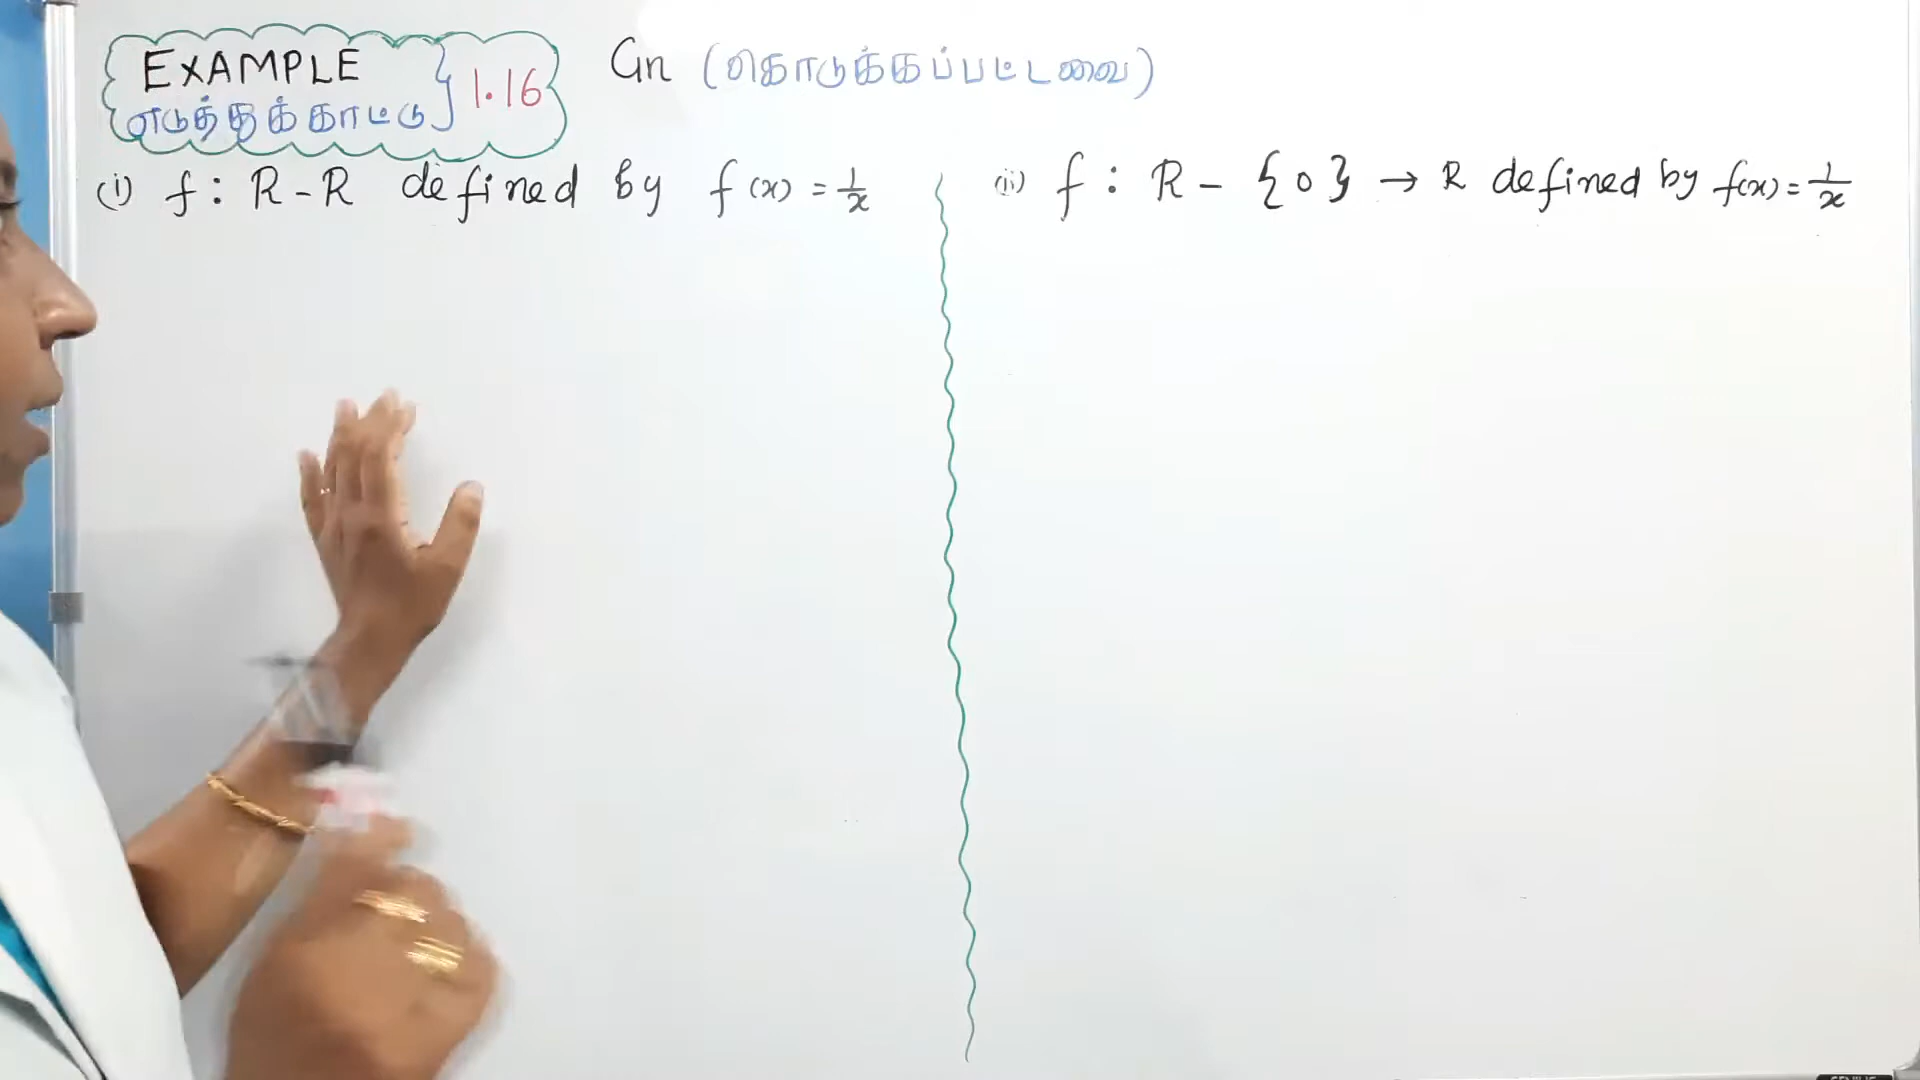 EXAMPLE
எடுத்துக்காட்டு } 1.16
Gn (கொடுக்கப்பட்டவை)
(i) f : R - R defined by f(x) = 1/x
(ii) f : R - {0} → R defined by f(x) = 1/x